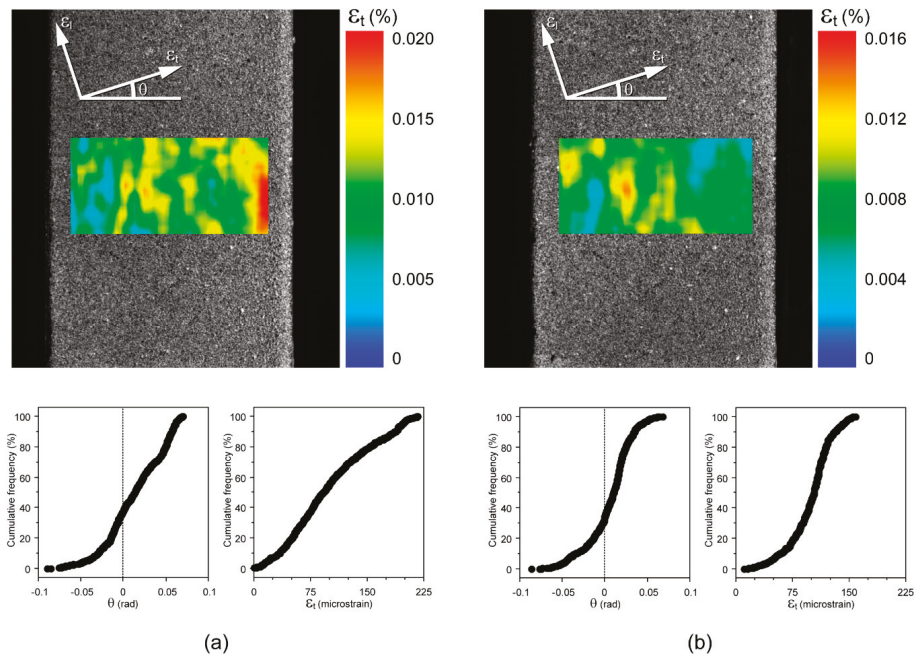 εt (%)
εl
εt
θ
0.020
0.015
0.010
0.005
0
εt (%)
εl
εt
θ
0.016
0.012
0.008
0.004
0
Cumulative frequency (%)
100
80
60
40
20
0
-0.1 -0.05 0 0.05 0.1
θ (rad)
Cumulative frequency (%)
100
80
60
40
20
0
0 75 150 225
εt (microstrain)
(a)
Cumulative frequency (%)
100
80
60
40
20
0
-0.1 -0.05 0 0.05 0.1
θ (rad)
Cumulative frequency (%)
100
80
60
40
20
0
0 75 150 225
εt (microstrain)
(b)